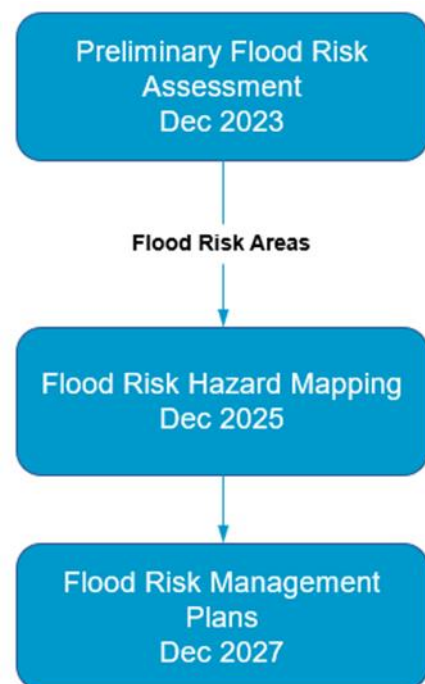 Preliminary Flood Risk
Assessment
Dec 2023
Flood Risk Areas
Flood Risk Hazard Mapping
Dec 2025
Flood Risk Management
Plans
Dec 2027